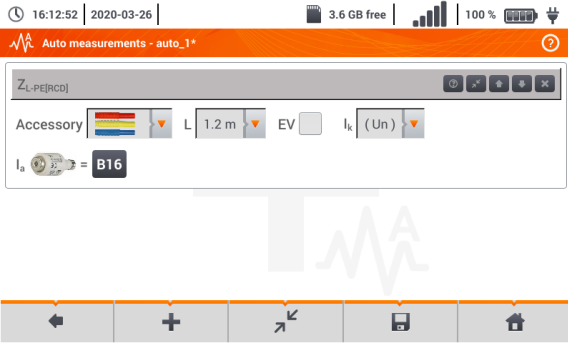 16:12:52 2020-03-26 3.6 GB free 100 %
Auto measurements - auto_1*
ZL-PE[RCD]
Accessory L 1.2 m EV Ik ( Un )
Ia = B16
A